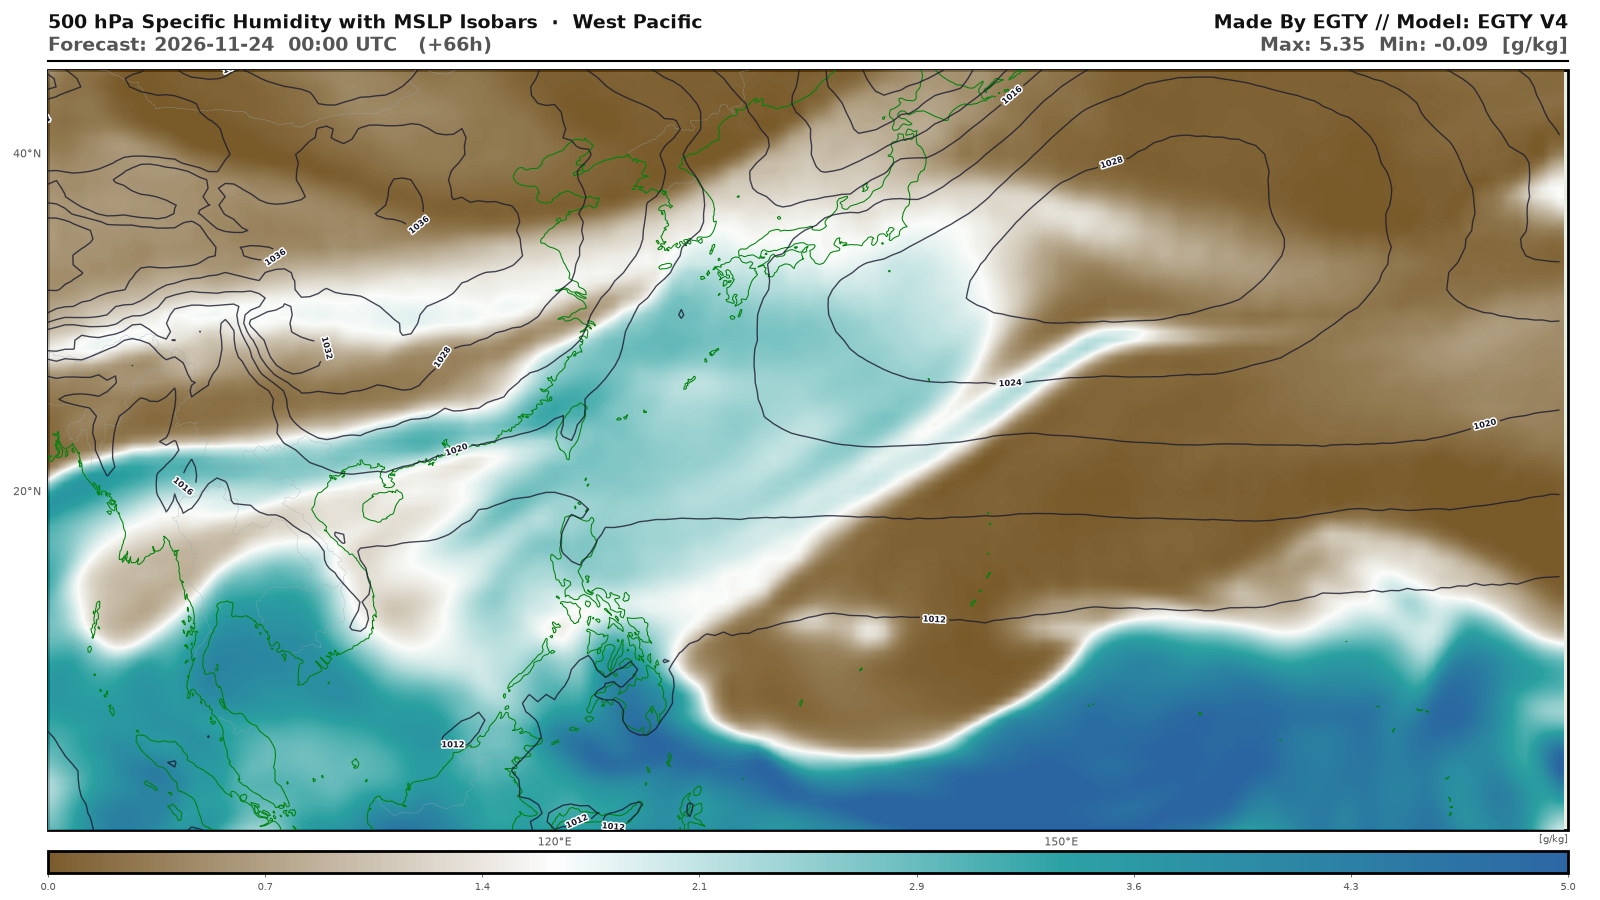 500 hPa Specific Humidity with MSLP Isobars · West Pacific
Made By EGTY // Model: EGTY V4
Forecast: 2026-11-24 00:00 UTC (+66h)
Max: 5.35 Min: -0.09 [g/kg]
1016
40°N
1028
1036
1036
1032
1028
1024
1020
1020
1016
20°N
1012
1012
1012
1012
120°E
150°E
[g/kg]
0.0
0.7
1.4
2.1
2.9
3.6
4.3
5.0